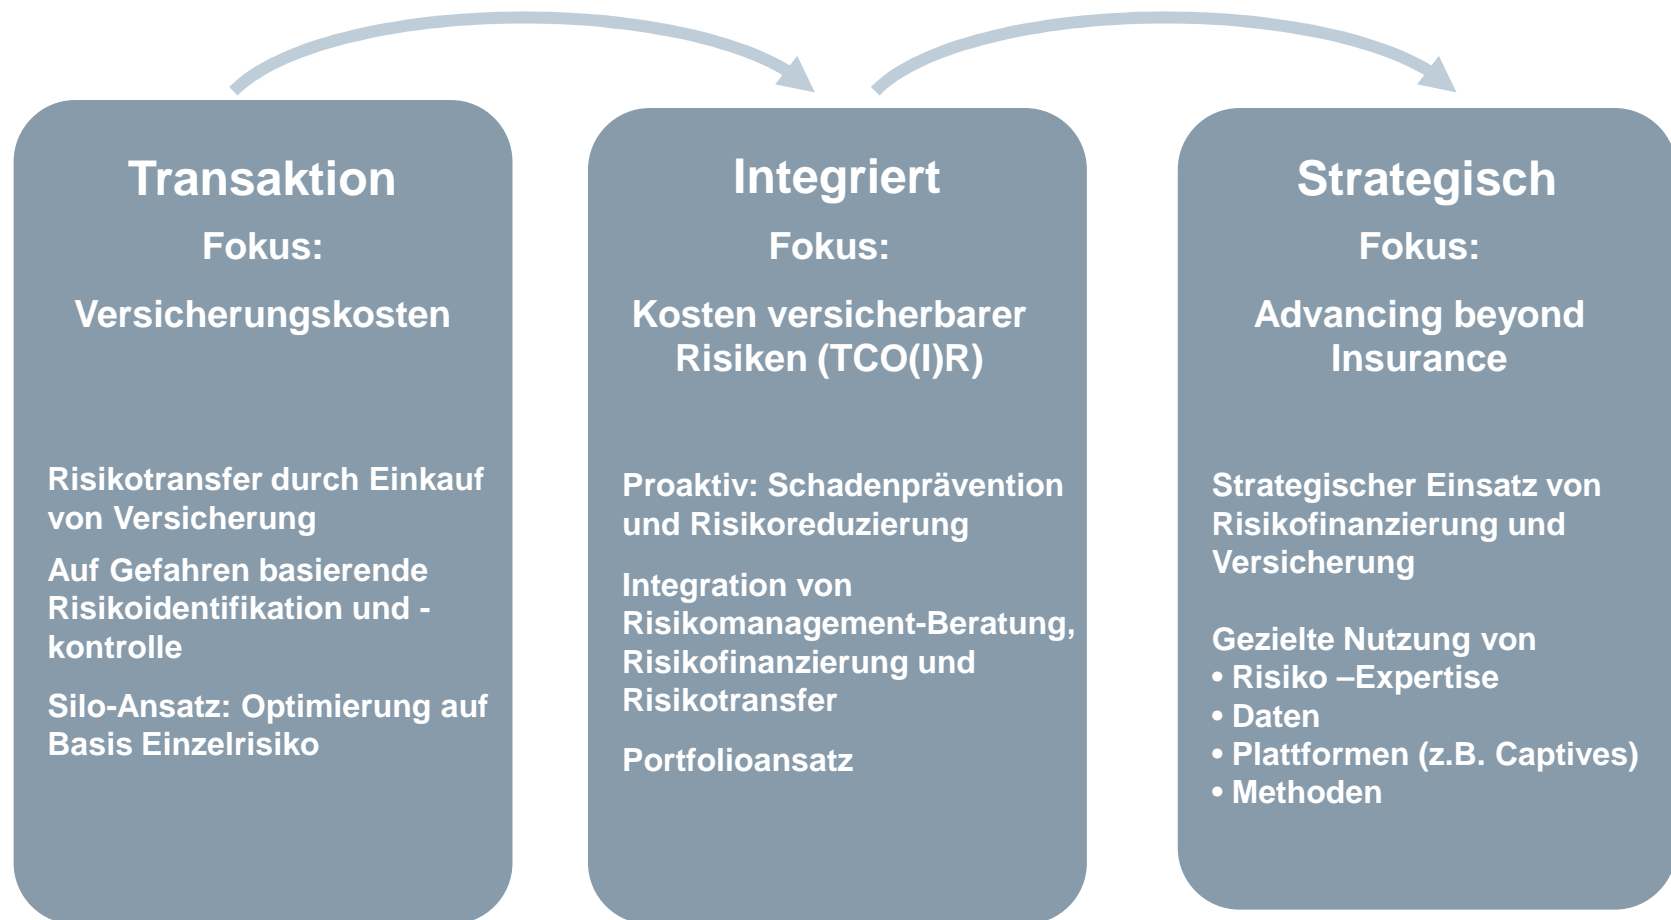 Transaktion
Fokus:
Versicherungskosten
Risikotransfer durch Einkauf
von Versicherung
Auf Gefahren basierende
Risikoidentifikation und -
kontrolle
Silo-Ansatz: Optimierung auf
Basis Einzelrisiko
Integriert
Fokus:
Kosten versicherbarer
Risiken (TCO(I)R)
Proaktiv: Schadenprävention
und Risikoreduzierung
Integration von
Risikomanagement-Beratung,
Risikofinanzierung und
Risikotransfer
Portfolioansatz
Strategisch
Fokus:
Advancing beyond
Insurance
Strategischer Einsatz von
Risikofinanzierung und
Versicherung
Gezielte Nutzung von
• Risiko –Expertise
• Daten
• Plattformen (z.B. Captives)
• Methoden